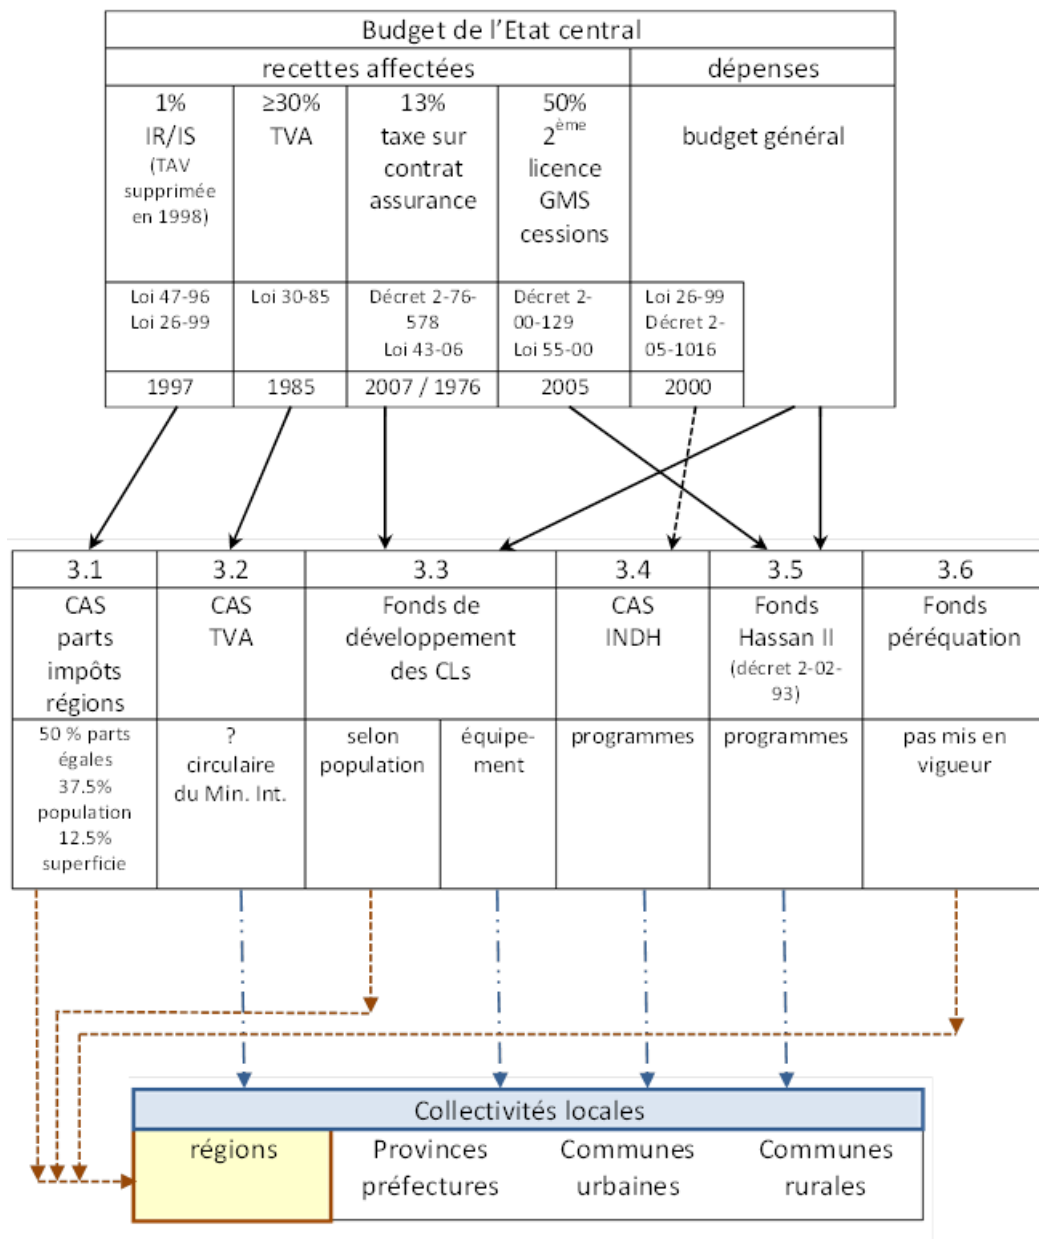 Budget de l'Etat central
recettes affectées
dépenses
1%
IR/IS
(TAV
supprimée
en 1998)
≥30%
TVA
13%
taxe sur
contrat
assurance
50%
2ème
licence
GMS
cessions
budget général
Loi 47-96
Loi 26-99
Loi 30-85
Décret 2-76-
578
Loi 43-06
Décret 2-
00-129
Loi 55-00
Loi 26-99
Décret 2-
05-1016
1997
1985
2007 / 1976
2005
2000
3.1
3.2
3.3
3.4
3.5
3.6
CAS
parts
impôts
régions
CAS
TVA
Fonds de
développement
des CLs
CAS
INDH
Fonds
Hassan II
(décret 2-02-
93)
Fonds
péréquation
50 % parts
égales
37.5%
population
12.5%
superficie
?
circulaire
du Min. Int.
selon
population
équipe-
ment
programmes
programmes
pas mis en
vigueur
Collectivités locales
régions
Provinces
préfectures
Communes
urbaines
Communes
rurales